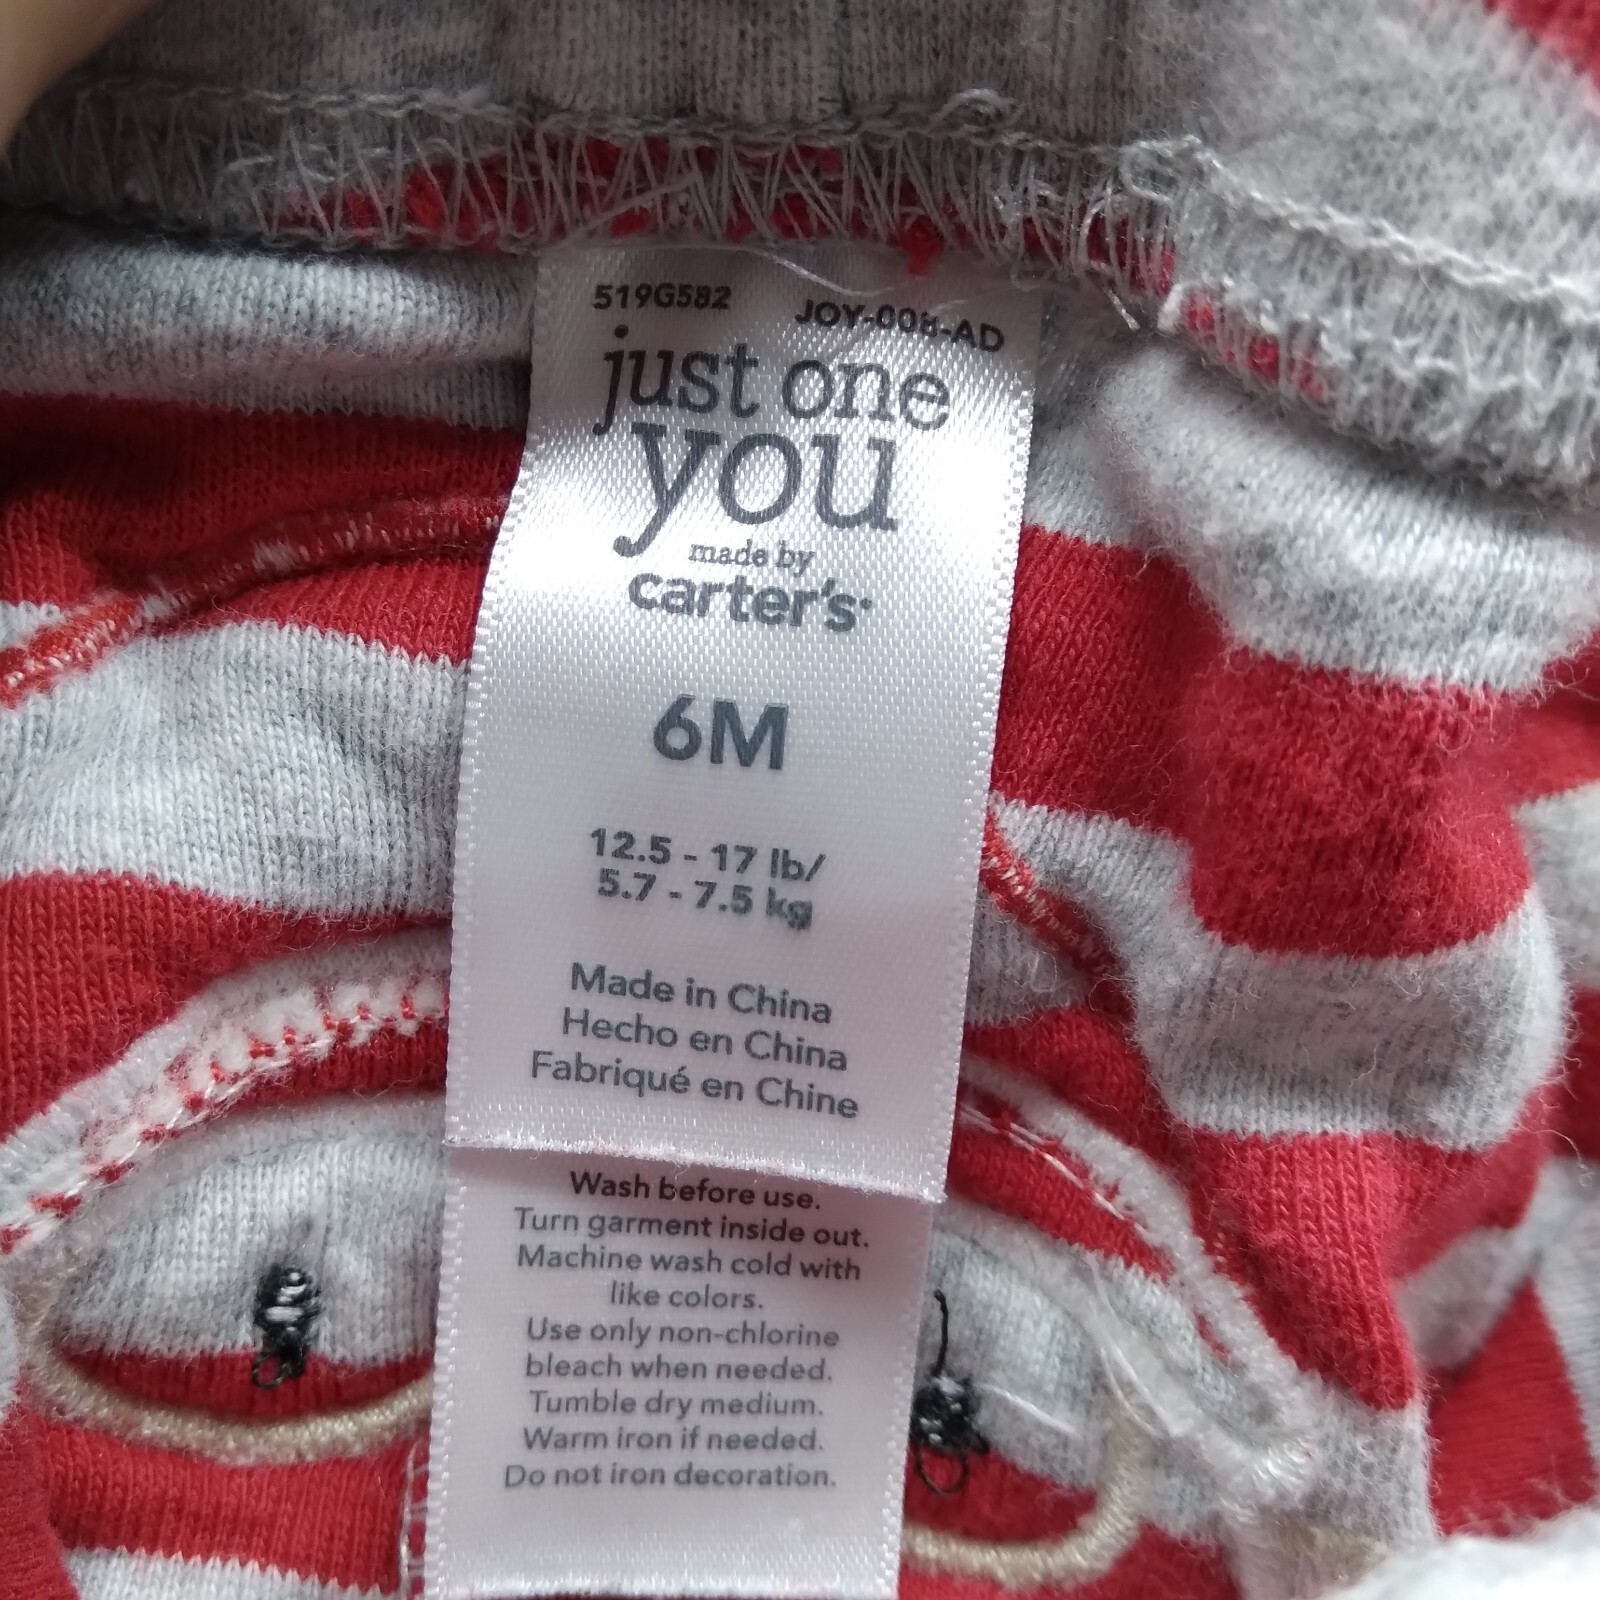 519G582 JOY-008-AD
just one
you
made by
carter's
6M
12.5 - 17 lb/
5.7 - 7.5 kg
Made in China
Hecho en China
Fabriqué en Chine
Wash before use.
Turn garment inside out.
Machine wash cold with
like colors.
Use only non-chlorine
bleach when needed.
Tumble dry medium.
Warm iron if needed.
Do not iron decoration.